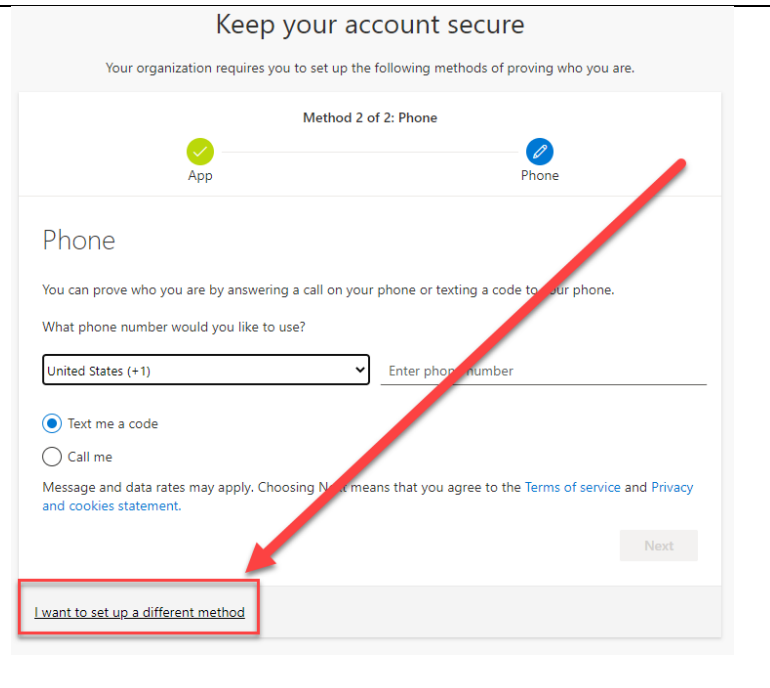 Keep your account secure
Your organization requires you to set up the following methods of proving who you are.
Method 2 of 2: Phone
App
Phone
Phone
You can prove who you are by answering a call on your phone or texting a code to your phone.
What phone number would you like to use?
United States (+1)
Enter phone number
Text me a code
Call me
Message and data rates may apply. Choosing Next means that you agree to the Terms of service and Privacy
and cookies statement.
Next
I want to set up a different method